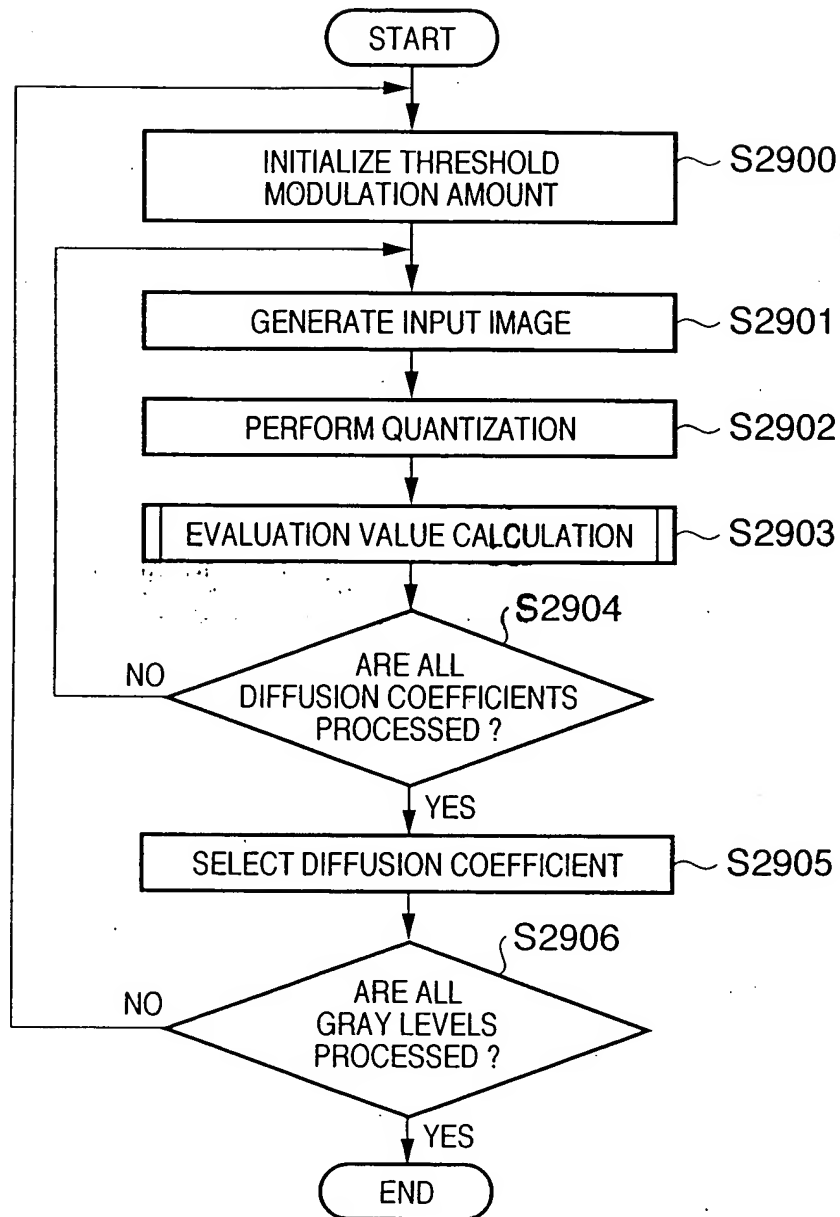 START
INITIALIZE THRESHOLD
MODULATION AMOUNT
S2900
GENERATE INPUT IMAGE
S2901
PERFORM QUANTIZATION
S2902
EVALUATION VALUE CALCULATION
S2903
S2904
ARE ALL
DIFFUSION COEFFICIENTS
PROCESSED ?
NO
YES
SELECT DIFFUSION COEFFICIENT
S2905
S2906
ARE ALL
GRAY LEVELS
PROCESSED ?
NO
YES
END